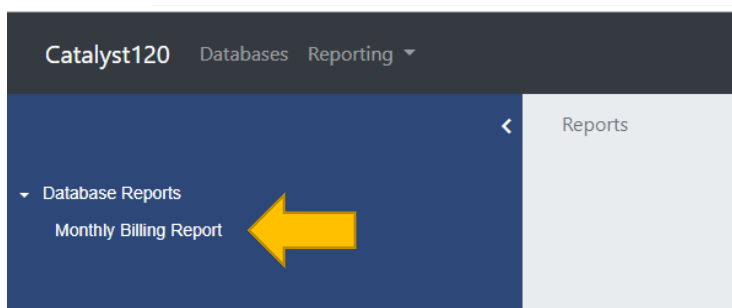 Catalyst120 Databases Reporting
Reports
Database Reports
Monthly Billing Report